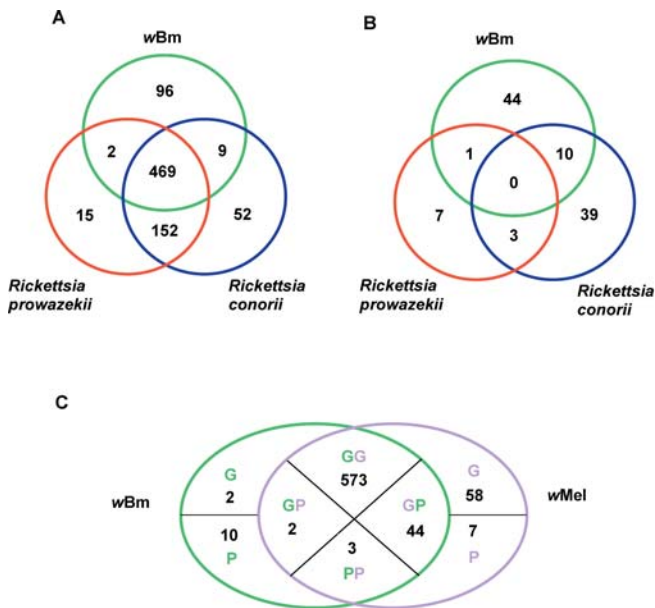 A
B
wBm
wBm
96
44
2
9
1
10
469
0
15
52
7
39
152
3
Rickettsia
prowazekii
Rickettsia
conorii
Rickettsia
prowazekii
Rickettsia
conorii
C
GG
573
G
2
G
58
wBm
wMel
GP
2
GP
44
10
P
3
PP
7
P